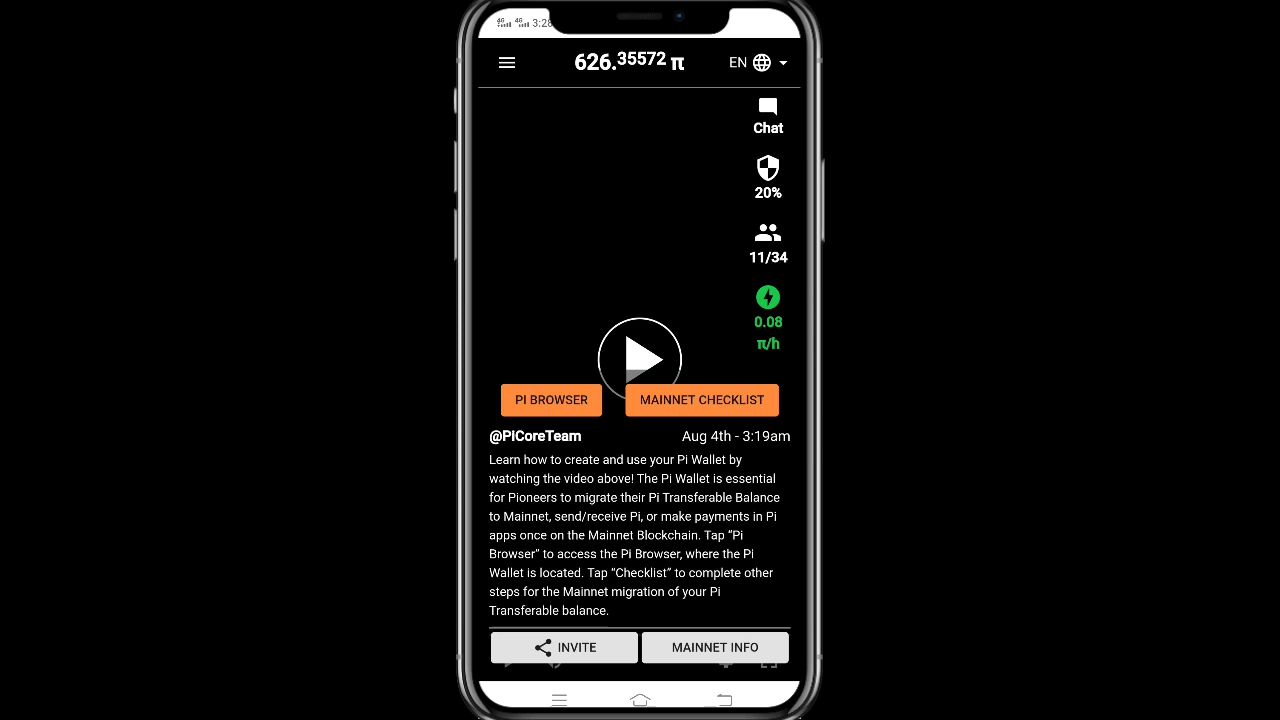 4G 4G 3:28
626.35572 π
EN
Chat
20%
11/34
0.08
π/h
PI BROWSER
MAINNET CHECKLIST
@PiCoreTeam
Aug 4th - 3:19am
Learn how to create and use your Pi Wallet by
watching the video above! The Pi Wallet is essential
for Pioneers to migrate their Pi Transferable Balance
to Mainnet, send/receive Pi, or make payments in Pi
apps once on the Mainnet Blockchain. Tap “Pi
Browser” to access the Pi Browser, where the Pi
Wallet is located. Tap “Checklist” to complete other
steps for the Mainnet migration of your Pi
Transferable balance.
INVITE
MAINNET INFO